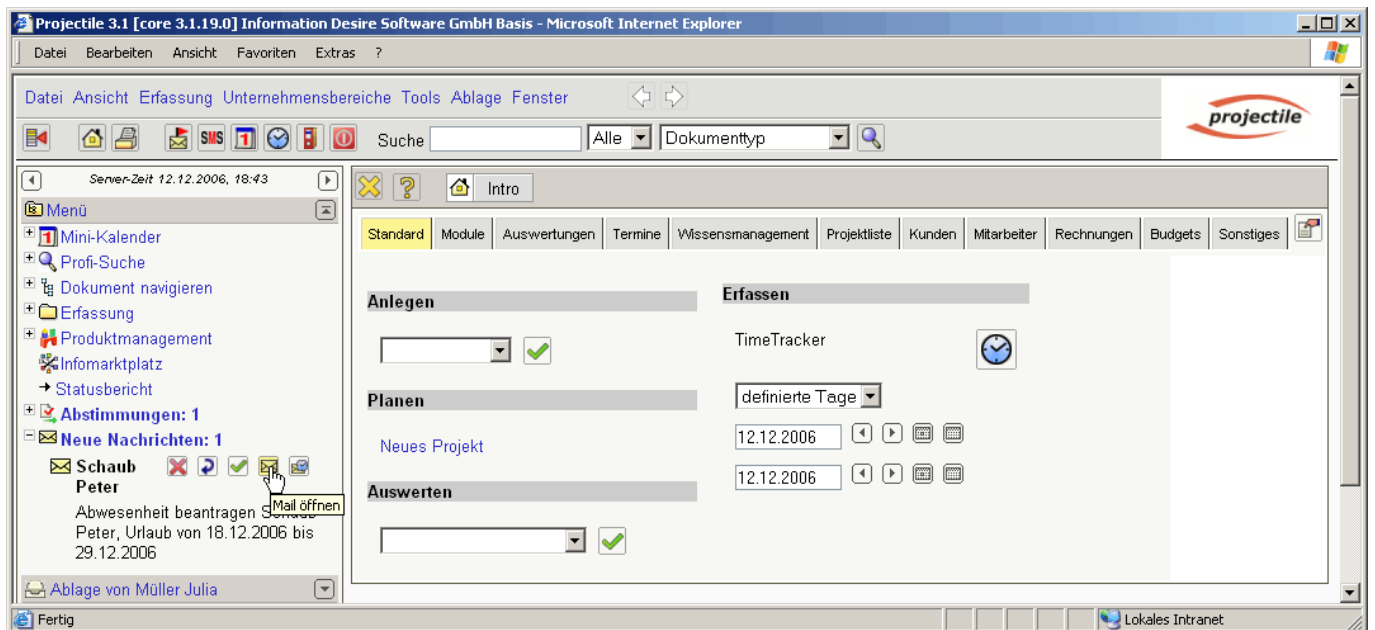 Projectile 3.1 [core 3.1.19.0] Information Desire Software GmbH Basis - Microsoft Internet Explorer
Datei Bearbeiten Ansicht Favoriten Extras ?
Datei Ansicht Erfassung Unternehmensbereiche Tools Ablage Fenster
projectile
SMS 1 Suche Alle Dokumenttyp
Server-Zeit 12.12.2006, 18:43
Intro
Menü
Standard Module Auswertungen Termine Wissensmanagement Projektliste Kunden Mitarbeiter Rechnungen Budgets Sonstiges
1 Mini-Kalender
Profi-Suche
Dokument navigieren
Erfassung
Produktmanagement
Infomarktplatz
Statusbericht
Abstimmungen: 1
Neue Nachrichten: 1
Schaub
Peter
Mail öffnen
Abwesenheit beantragen Schaub
Peter, Urlaub von 18.12.2006 bis
29.12.2006
Ablage von Müller Julia
Anlegen
Planen
Neues Projekt
Auswerten
Erfassen
TimeTracker
definierte Tage
12.12.2006
12.12.2006
Fertig
Lokales Intranet